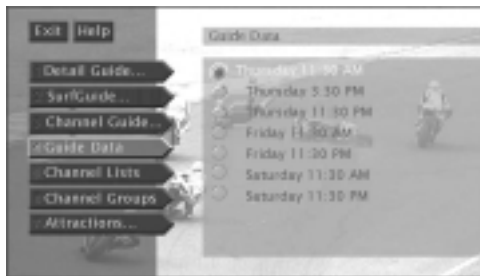 Exit Help
Guide Data
Detail Guide...
SurfGuide...
Channel Guide...
Guide Data
Channel Lists
Channel Groups
Attractions...
Thursday 11:30 AM
Thursday 3:30 PM
Thursday 11:30 PM
Friday 11:30 AM
Friday 11:30 PM
Saturday 11:30 AM
Saturday 11:30 PM